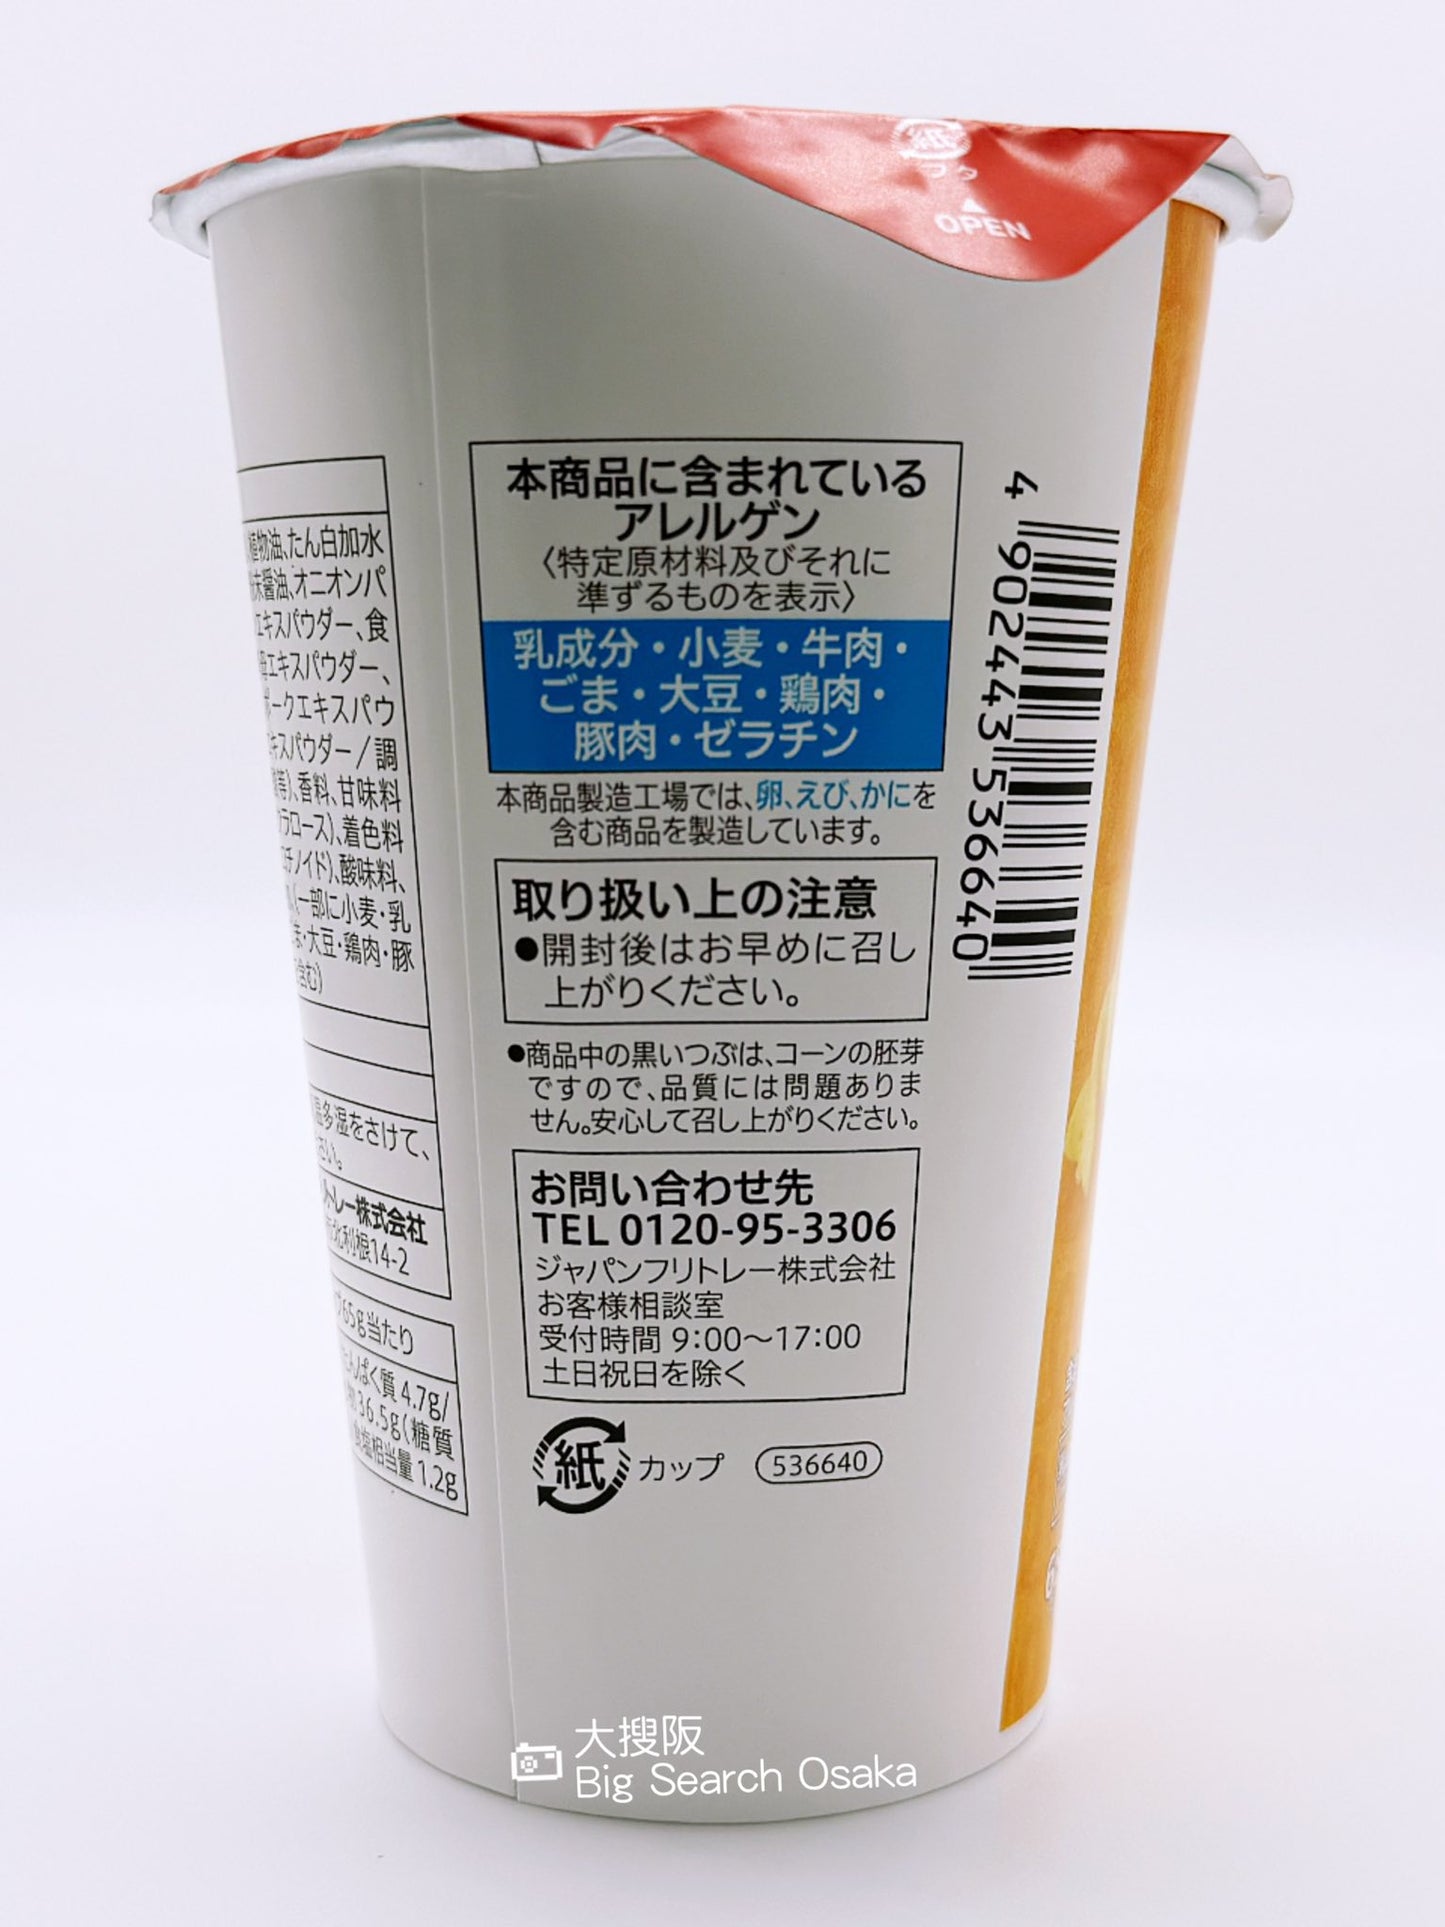 紙
フタ
OPEN
植物油、たん白加水
末醤油、オニオンパ
エキスパウダー、食
エキスパウダー、
ポークエキスパウ
キスパウダー／調
等)、香料、甘味料
ラロース)、着色料
ロチノイド)、酸味料、
(一部に小麦・乳
ま・大豆・鶏肉・豚
含む)
温多湿をさけて、
さい。
トレー株式会社
北利根14-2
65g当たり
たんぱく質 4.7g/
36.5g(糖質
食塩相当量 1.2g
本商品に含まれている
アレルゲン
〈特定原材料及びそれに
準ずるものを表示〉
乳成分・小麦・牛肉・
ごま・大豆・鶏肉・
豚肉・ゼラチン
本商品製造工場では、卵、えび、かにを
含む商品を製造しています。
取り扱い上の注意
●開封後はお早めに召し
上がりください。
●商品中の黒いつぶは、コーンの胚芽
ですので、品質には問題ありま
せん。安心して召し上がりください。
お問い合わせ先
TEL 0120-95-3306
ジャパンフリトレー株式会社
お客様相談室
受付時間 9:00〜17:00
土日祝日を除く
紙 カップ 536640
4 902443 536640
大搜阪
Big Search Osaka